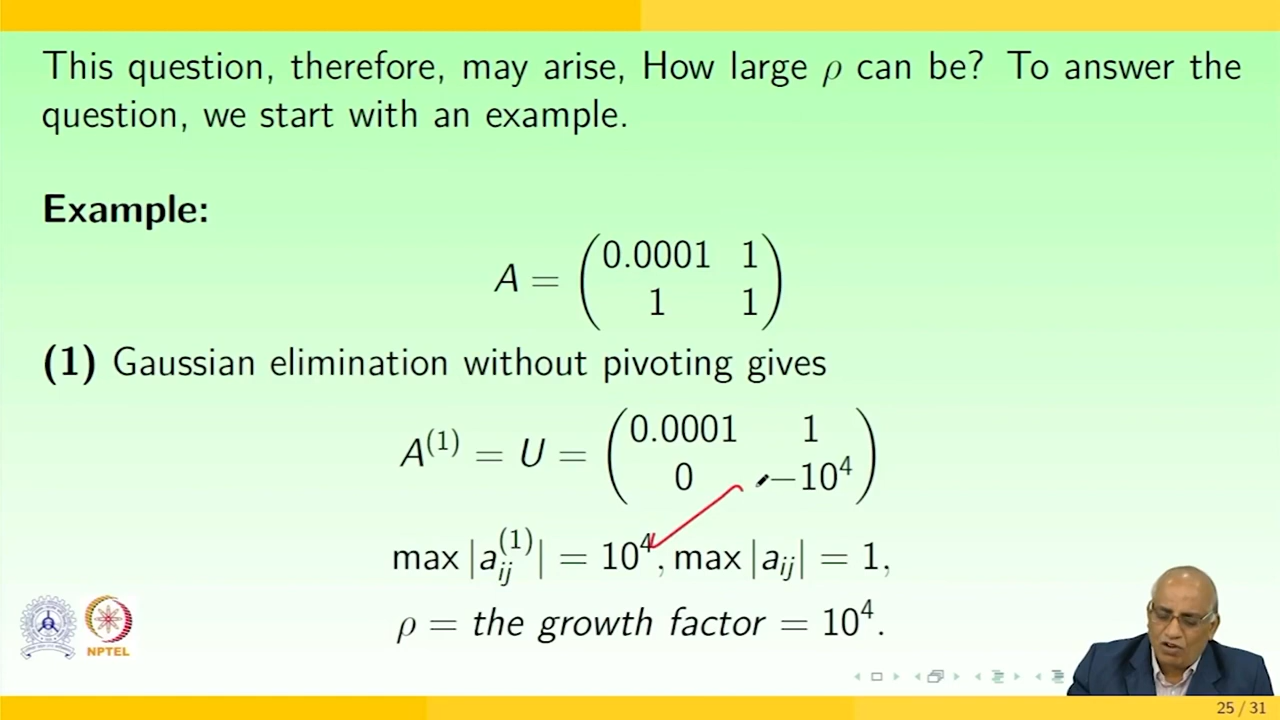 This question, therefore, may arise, How large ρ can be? To answer the
question, we start with an example.
Example:
A = (0.0001 1
1 1)
(1) Gaussian elimination without pivoting gives
A^(1) = U = (0.0001 1
0 −10^4)
max |a_ij^(1)| = 10^4, max |a_ij| = 1,
ρ = the growth factor = 10^4.
NPTEL
25 / 31